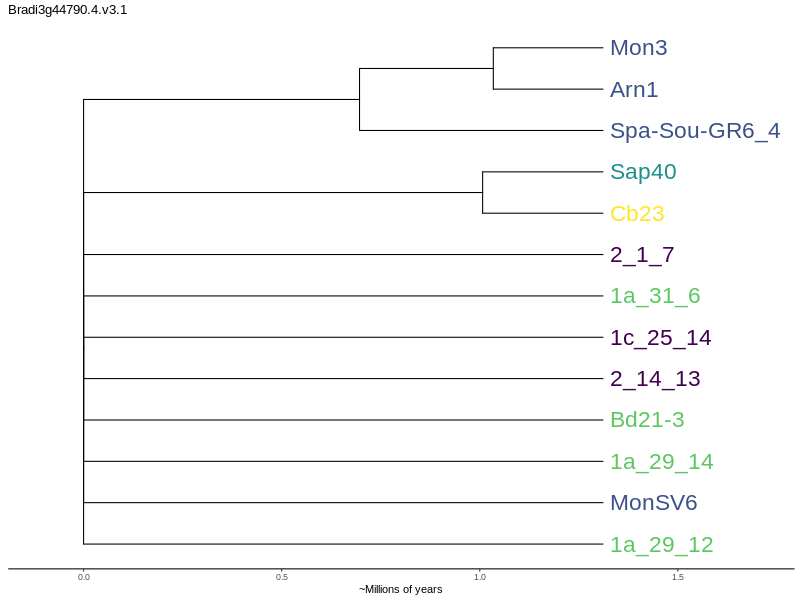 Bradi3g44790.4.v3.1
Mon3
Arn1
Spa-Sou-GR6_4
Sap40
Cb23
2_1_7
1a_31_6
1c_25_14
2_14_13
Bd21-3
1a_29_14
MonSV6
1a_29_12
0.0 0.5 1.0 1.5
~Millions of years